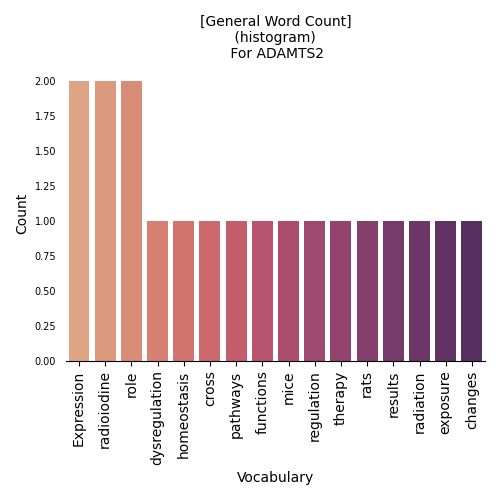 [General Word Count]
(histogram)
For ADAMTS2
2.00
1.75
1.50
1.25
1.00
0.75
0.50
0.25
0.00
Count
Expression
radioiodine
role
dysregulation
homeostasis
cross
pathways
functions
mice
regulation
therapy
rats
results
radiation
exposure
changes
Vocabulary